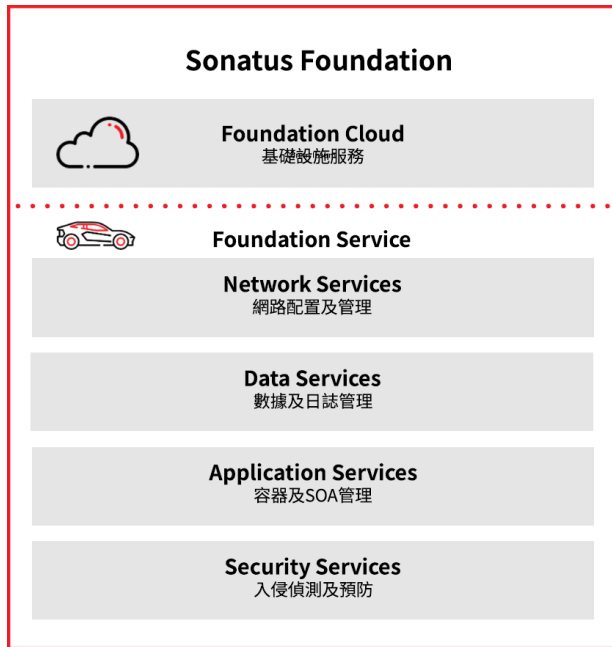 Sonatus Foundation
Foundation Cloud
基礎設施服務
Foundation Service
Network Services
網路配置及管理
Data Services
數據及日誌管理
Application Services
容器及SOA管理
Security Services
入侵偵測及預防